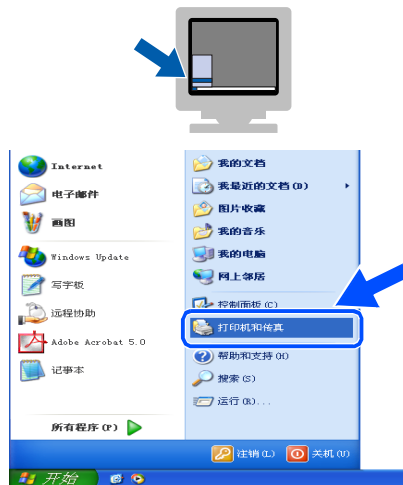 Internet
电子邮件
画图
Windows Update
写字板
远程协助
Adobe Acrobat 5.0
记事本
所有程序(P)
我的文档
我最近的文档(D)
图片收藏
我的音乐
我的电脑
网上邻居
控制面板(C)
打印机和传真
帮助和支持(H)
搜索(S)
运行(R)...
注销(L)
关机(U)
开始